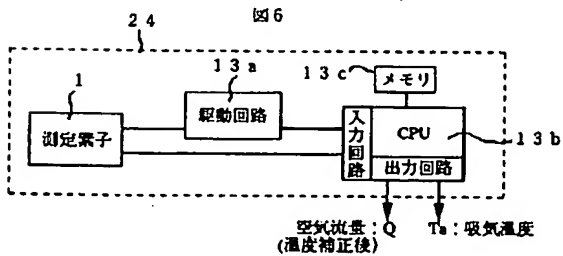 図6
24
13a
13c
メモリ
1
測定素子
駆動回路
入力回路
CPU
出力回路
13b
空気流量:Q
(温度補正後)
Ta:吸気温度